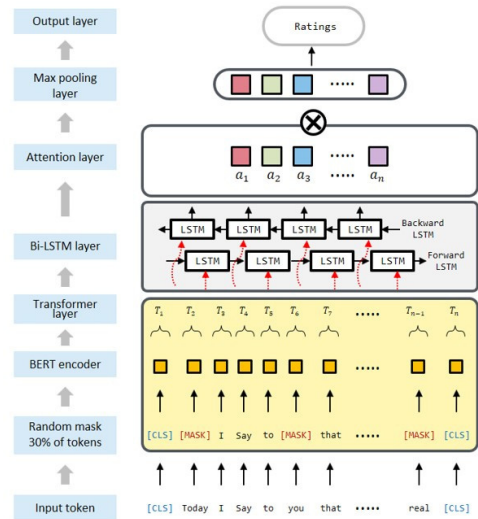 Output layer
Ratings
Max pooling layer
.....
Attention layer
a1 a2 a3 ..... an
Bi-LSTM layer
LSTM LSTM LSTM LSTM
Backward LSTM
LSTM LSTM LSTM LSTM
Forward LSTM
Transformer layer
T1 T2 T3 T4 T5 T6 T7 ..... Tn-1 Tn
BERT encoder
.....
Random mask 30% of tokens
[CLS] [MASK] I Say to [MASK] that ..... [MASK] [CLS]
Input token
[CLS] Today I Say to you that ..... real [CLS]